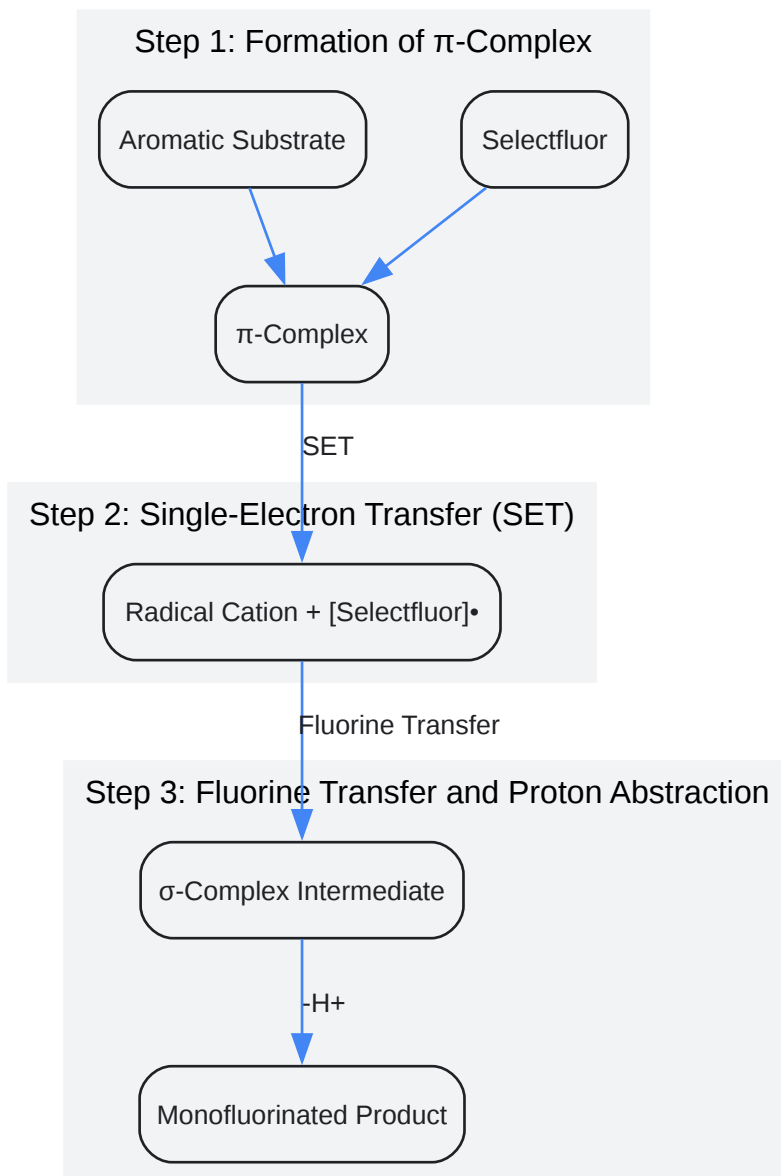 Step 1: Formation of π-Complex
Aromatic Substrate
Selectfluor
π-Complex
SET
Step 2: Single-Electron Transfer (SET)
Radical Cation + [Selectfluor]•
Fluorine Transfer
Step 3: Fluorine Transfer and Proton Abstraction
σ-Complex Intermediate
-H+
Monofluorinated Product